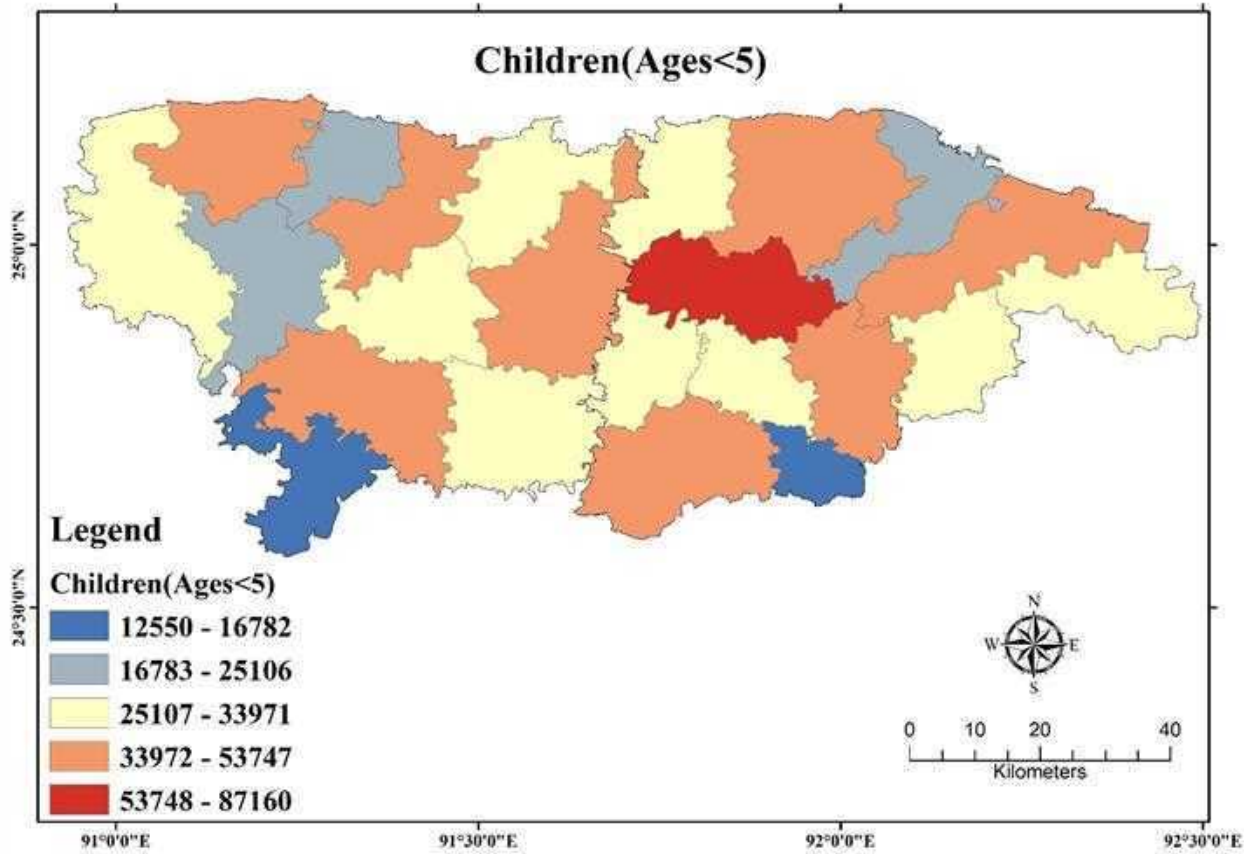 Children(Ages<5)
25°0'0"N
24°30'0"N
Legend
Children(Ages<5)
12550 - 16782
16783 - 25106
25107 - 33971
33972 - 53747
53748 - 87160
N
W E
S
0 10 20 40
Kilometers
91°0'0"E 91°30'0"E 92°0'0"E 92°30'0"E